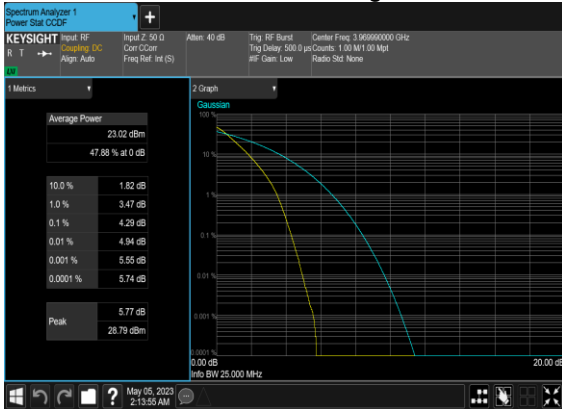 Spectrum Analyzer 1
Power Stat CCDF
+
KEYSIGHT
R T
LXI
Input: RF
Coupling: DC
Align: Auto
Input Z: 50 Ω
Corr CCorr
Freq Ref: Int (S)
Atten: 40 dB
Trig: RF Burst
Trig Delay: 500.0 µs
#IF Gain: Low
Center Freq: 3.969990000 GHz
Counts: 1.00 M/1.00 Mpt
Radio Std: None
1 Metrics
Average Power
23.02 dBm
47.88 % at 0 dB
10.0 % 1.82 dB
1.0 % 3.47 dB
0.1 % 4.29 dB
0.01 % 4.94 dB
0.001 % 5.55 dB
0.0001 % 5.74 dB
Peak
5.77 dB
28.79 dBm
2 Graph
Gaussian
100 %
10 %
1 %
0.1 %
0.01 %
0.001 %
0.0001 %
0.00 dB
20.00 dB
Info BW 25.000 MHz
?
May 05, 2023
2:13:55 AM